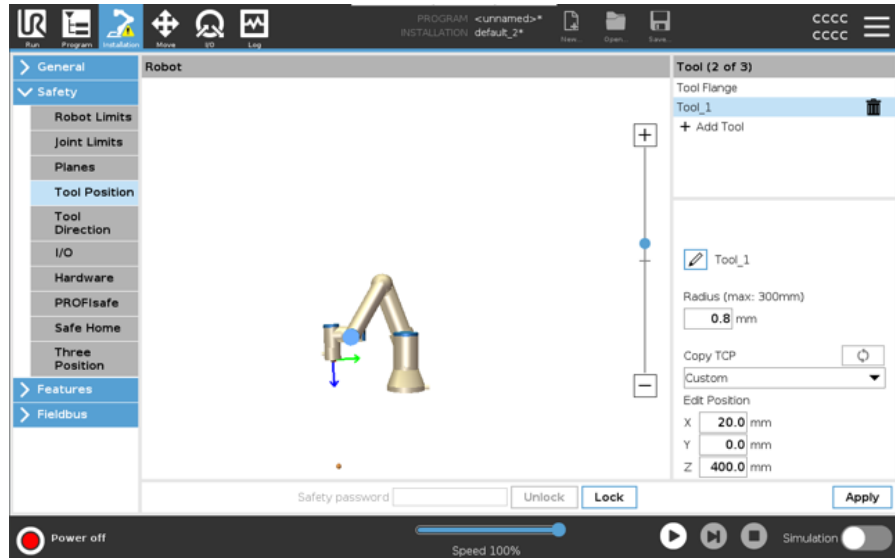 PROGRAM <unnamed>*
INSTALLATION default_2*
CCCC
CCCC
UR
Run
Program
Installation
Move
I/O
Log
New...
Open...
Save...
General
Safety
Robot Limits
Joint Limits
Planes
Tool Position
Tool
Direction
I/O
Hardware
PROFIsafe
Safe Home
Three
Position
Features
Fieldbus
Robot
Tool (2 of 3)
Tool Flange
Tool_1
+ Add Tool
Tool_1
Radius (max: 300mm)
0.8 mm
Copy TCP
Custom
Edit Position
X 20.0 mm
Y 0.0 mm
Z 400.0 mm
Safety password
Unlock
Lock
Apply
Power off
Speed 100%
Simulation